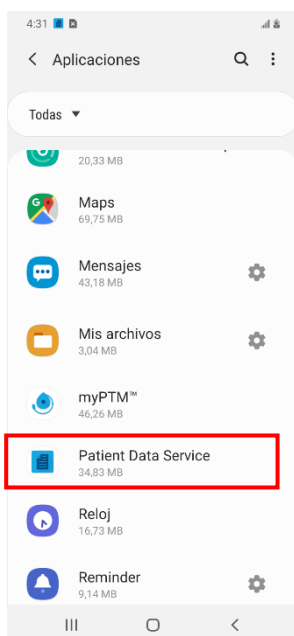 4:31
Aplicaciones
Todas
20,33 MB
Maps
69,75 MB
Mensajes
43,18 MB
Mis archivos
3,04 MB
myPTM™
46,26 MB
Patient Data Service
34,83 MB
Reloj
16,73 MB
Reminder
9,14 MB